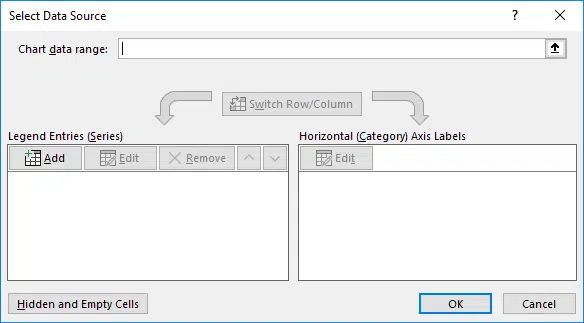 Select Data Source
?
Chart data range:
Switch Row/Column
Legend Entries (Series)
Horizontal (Category) Axis Labels
Add Edit Remove
Edit
Hidden and Empty Cells
OK
Cancel